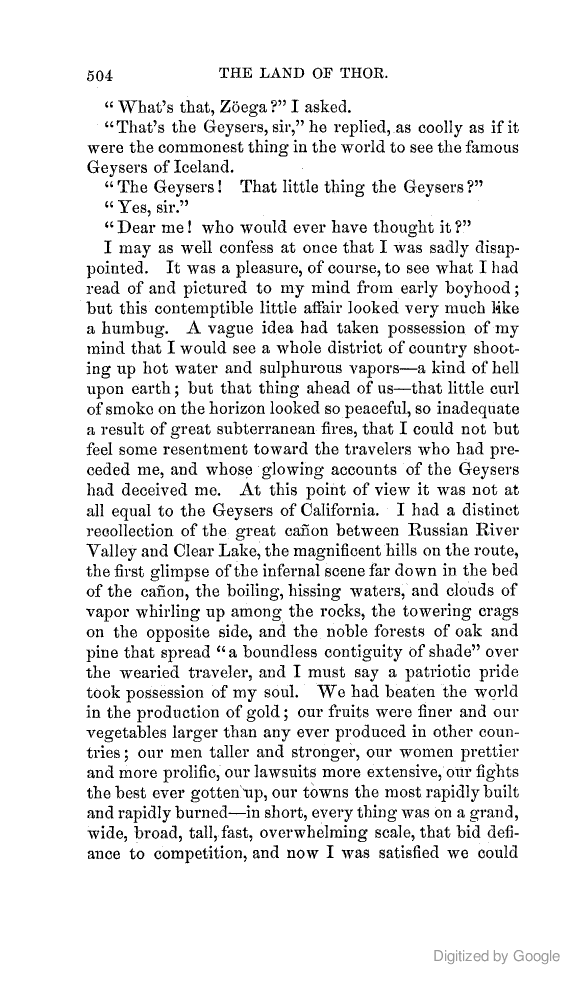 504 THE LAND OF THOR.
“What’s that, Zöega?” I asked.
“That’s the Geysers, sir,” he replied, as coolly as if it
were the commonest thing in the world to see the famous
Geysers of Iceland.
“The Geysers! That little thing the Geysers?”
“Yes, sir.”
“Dear me! who would ever have thought it?”
I may as well confess at once that I was sadly disap-
pointed. It was a pleasure, of course, to see what I had
read of and pictured to my mind from early boyhood;
but this contemptible little affair looked very much like
a humbug. A vague idea had taken possession of my
mind that I would see a whole district of country shoot-
ing up hot water and sulphurous vapors—a kind of hell
upon earth; but that thing ahead of us—that little curl
of smoke on the horizon looked so peaceful, so inadequate
a result of great subterranean fires, that I could not but
feel some resentment toward the travelers who had pre-
ceded me, and whose glowing accounts of the Geysers
had deceived me. At this point of view it was not at
all equal to the Geysers of California. I had a distinct
recollection of the great cañon between Russian River
Valley and Clear Lake, the magnificent hills on the route,
the first glimpse of the infernal scene far down in the bed
of the cañon, the boiling, hissing waters, and clouds of
vapor whirling up among the rocks, the towering crags
on the opposite side, and the noble forests of oak and
pine that spread “a boundless contiguity of shade” over
the wearied traveler, and I must say a patriotic pride
took possession of my soul. We had beaten the world
in the production of gold; our fruits were finer and our
vegetables larger than any ever produced in other coun-
tries; our men taller and stronger, our women prettier
and more prolific, our lawsuits more extensive, our fights
the best ever gotten up, our towns the most rapidly built
and rapidly burned—in short, every thing was on a grand,
wide, broad, tall, fast, overwhelming scale, that bid defi-
ance to competition, and now I was satisfied we could
Digitized by Google